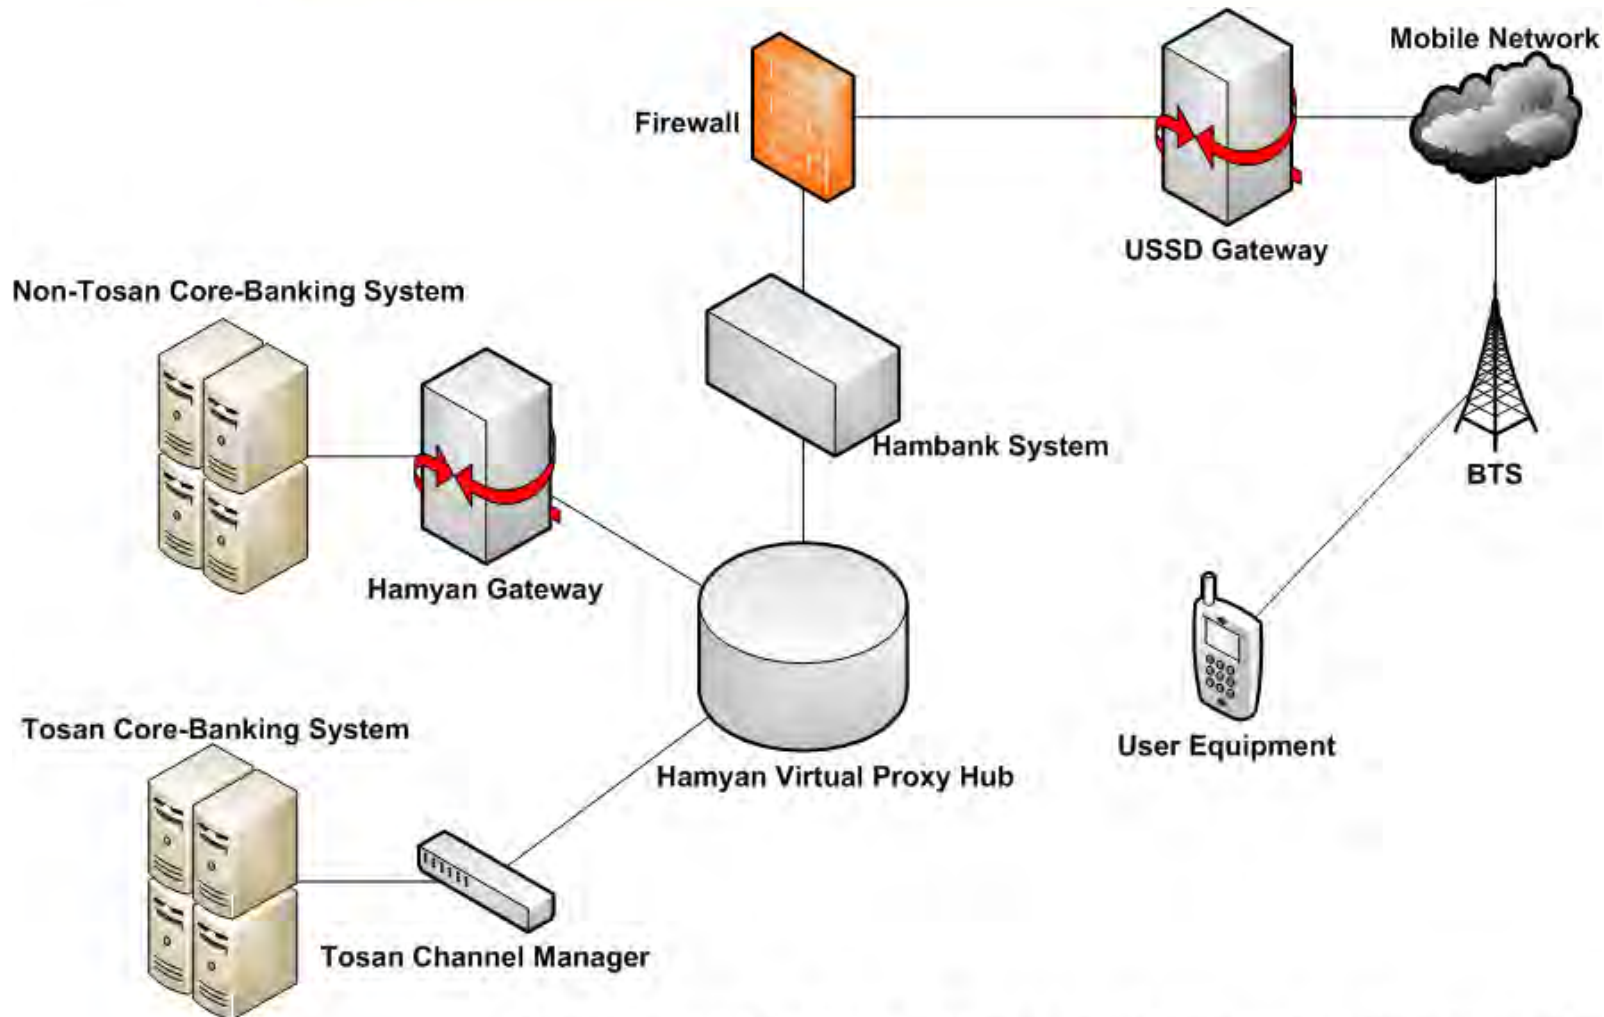 Mobile Network
Firewall
USSD Gateway
Non-Tosan Core-Banking System
Hambank System
BTS
Hamyan Gateway
Tosan Core-Banking System
User Equipment
Hamyan Virtual Proxy Hub
Tosan Channel Manager